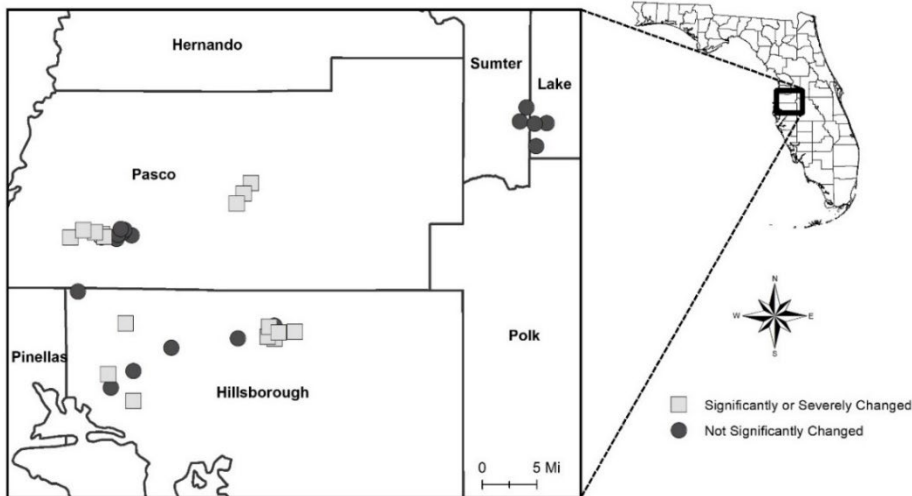 Hernando
Sumter
Lake
Pasco
Polk
Pinellas
Hillsborough
0 5 Mi
N
W E
S
Significantly or Severely Changed
Not Significantly Changed